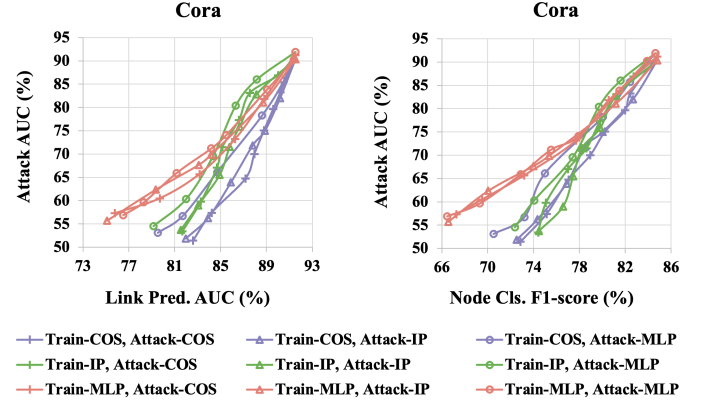 Cora
Cora
Attack AUC (%)
95
90
85
80
75
70
65
60
55
50
73
77
81
85
89
93
Link Pred. AUC (%)
Attack AUC (%)
95
90
85
80
75
70
65
60
55
50
66
70
74
78
82
86
Node Cls. F1-score (%)
Train-COS, Attack-COS
Train-COS, Attack-IP
Train-COS, Attack-MLP
Train-IP, Attack-COS
Train-IP, Attack-IP
Train-IP, Attack-MLP
Train-MLP, Attack-COS
Train-MLP, Attack-IP
Train-MLP, Attack-MLP